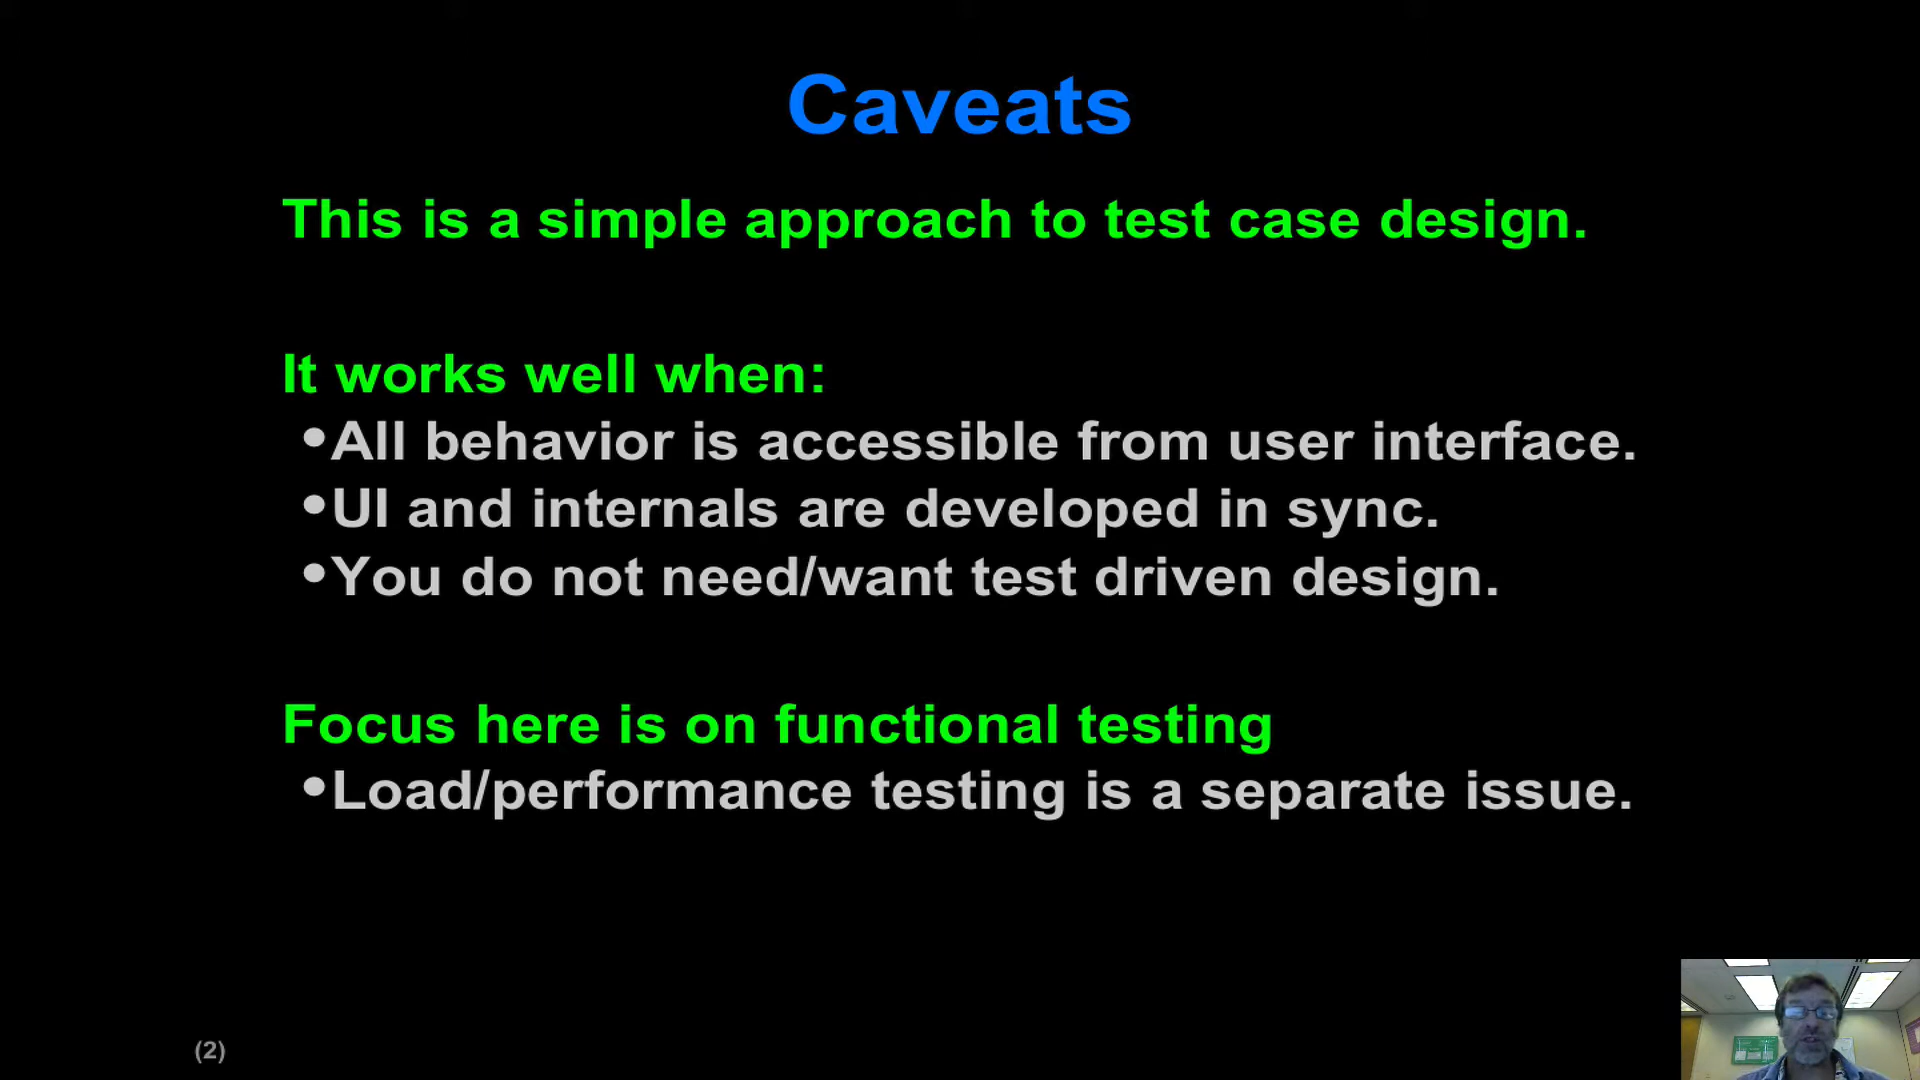 Caveats
This is a simple approach to test case design.
It works well when:
•All behavior is accessible from user interface.
•UI and internals are developed in sync.
•You do not need/want test driven design.
Focus here is on functional testing
•Load/performance testing is a separate issue.
(2)